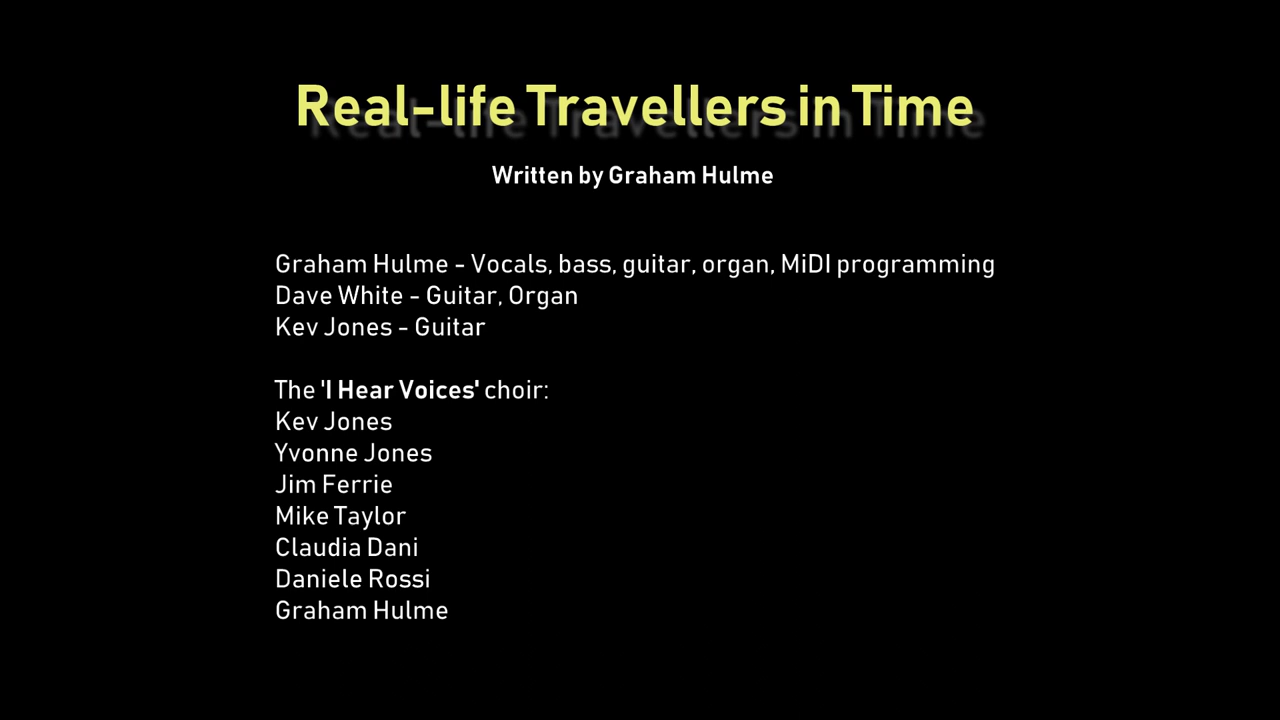 Real-life Travellers in Time
Written by Graham Hulme
Graham Hulme - Vocals, bass, guitar, organ, MiDI programming
Dave White - Guitar, Organ
Kev Jones - Guitar
The 'I Hear Voices' choir:
Kev Jones
Yvonne Jones
Jim Ferrie
Mike Taylor
Claudia Dani
Daniele Rossi
Graham Hulme